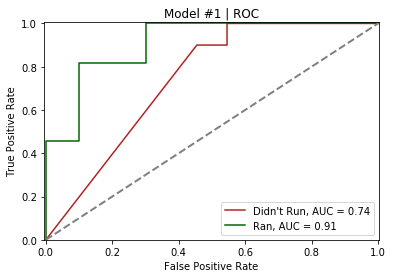 Model #1 | ROC
1.0
0.8
0.6
0.4
0.2
0.0
True Positive Rate
Didn't Run, AUC = 0.74
Ran, AUC = 0.91
0.0 0.2 0.4 0.6 0.8 1.0
False Positive Rate